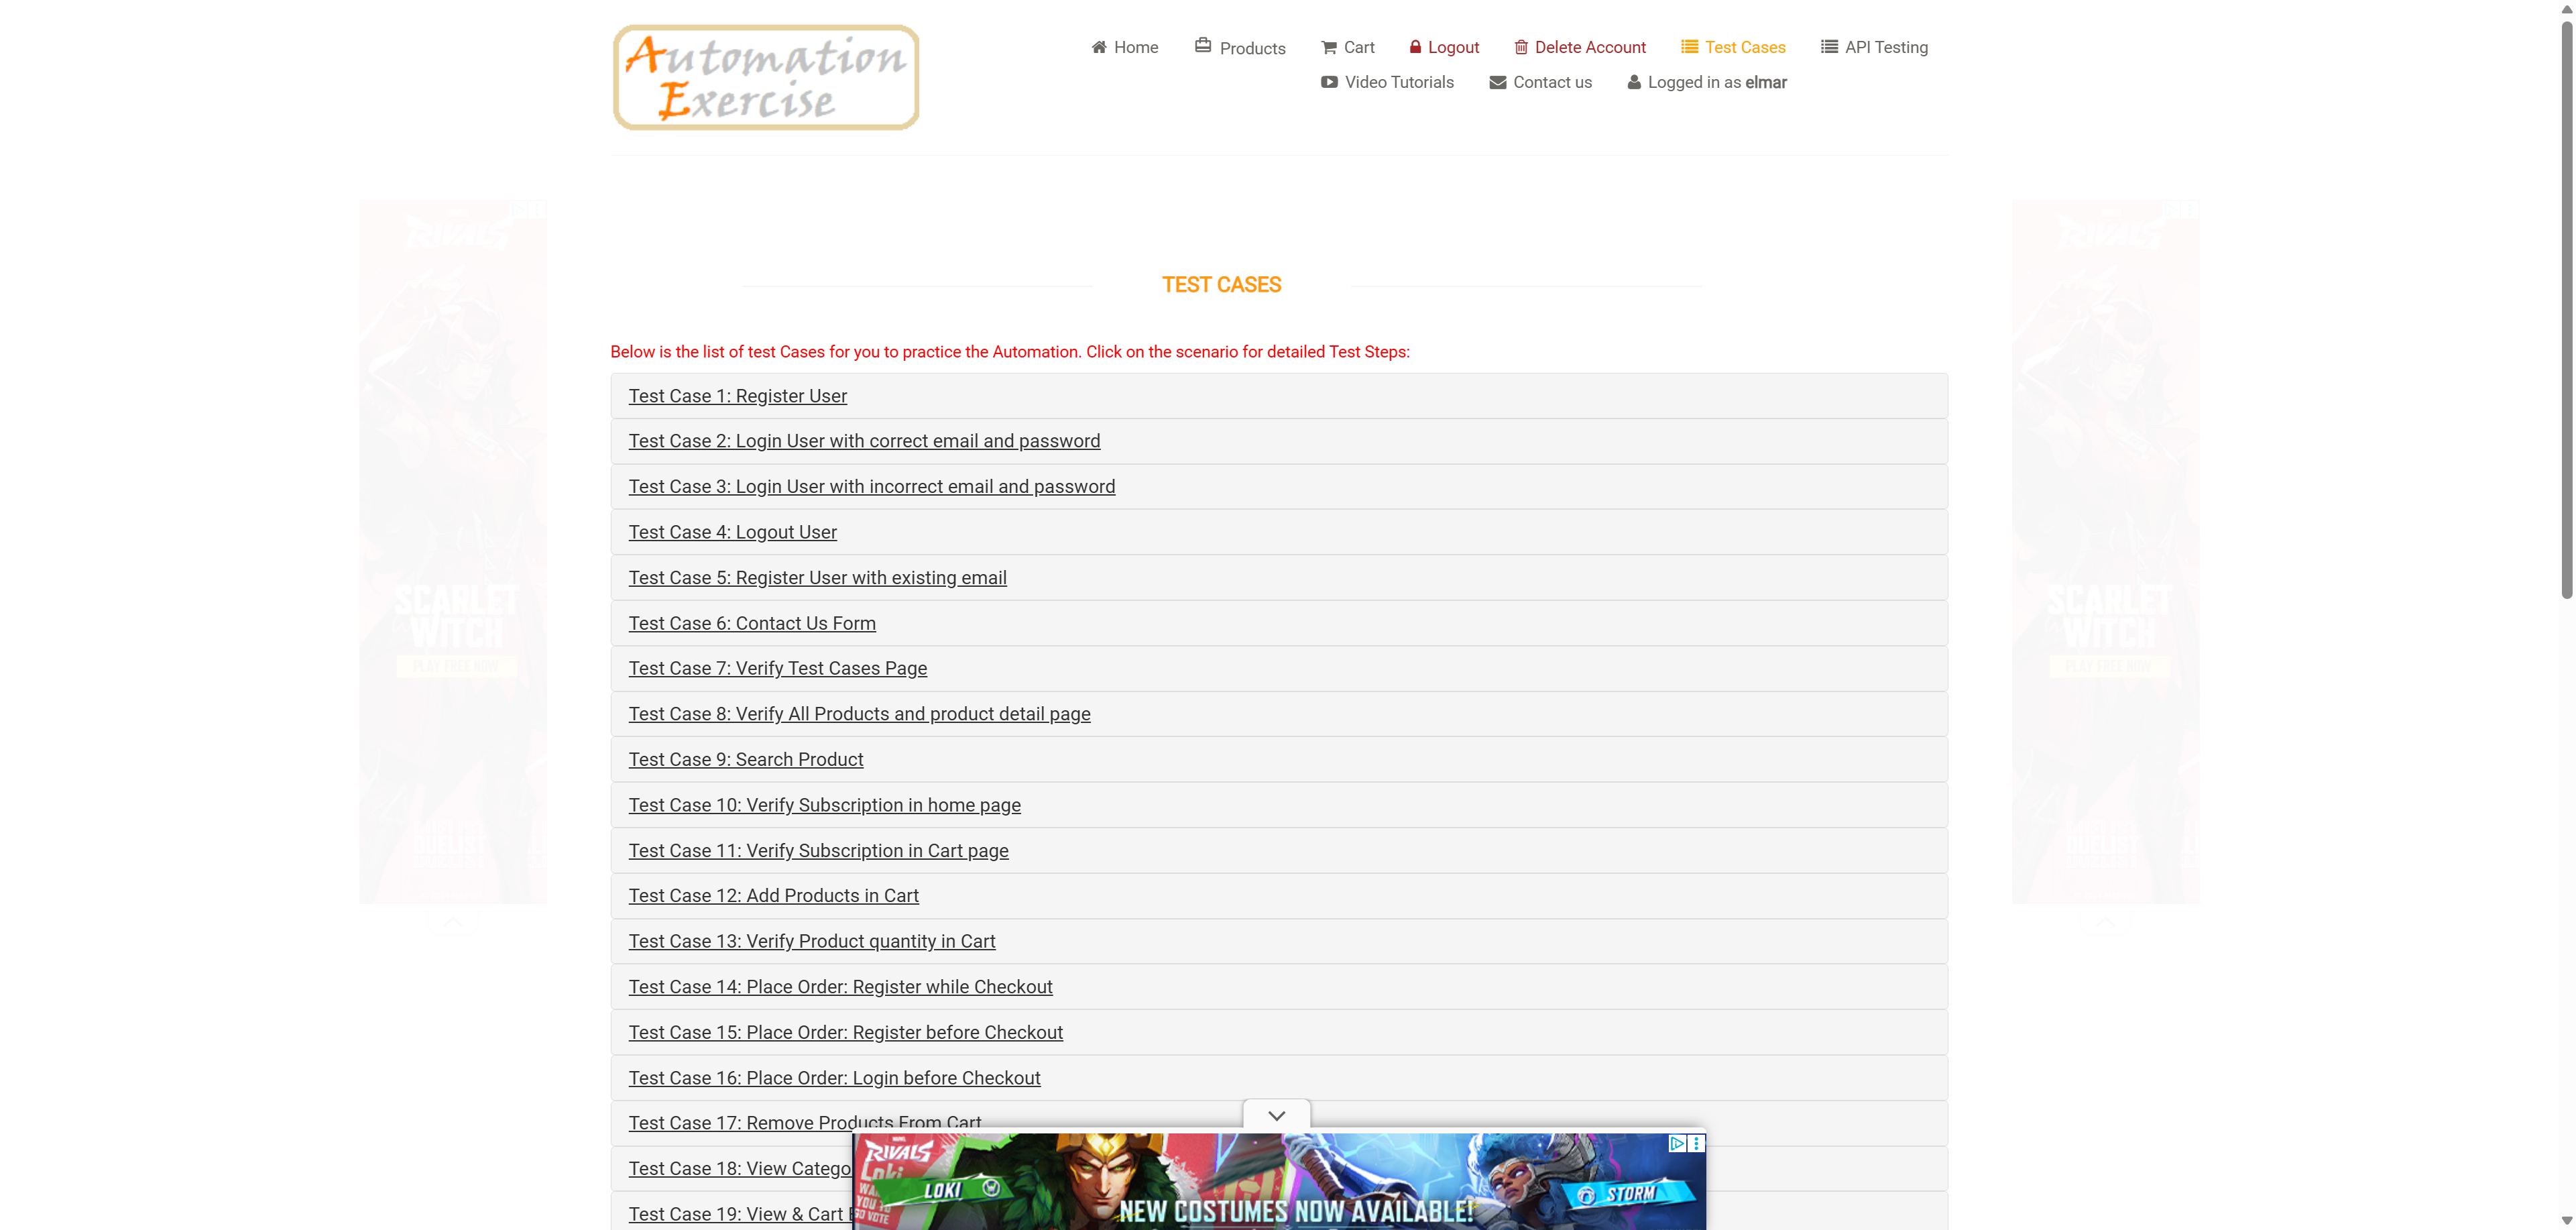 Automation
Exercise
Home
Products
Cart
Logout
Delete Account
Test Cases
API Testing
Video Tutorials
Contact us
Logged in as elmar
TEST CASES
Below is the list of test Cases for you to practice the Automation. Click on the scenario for detailed Test Steps:
Test Case 1: Register User
Test Case 2: Login User with correct email and password
Test Case 3: Login User with incorrect email and password
Test Case 4: Logout User
Test Case 5: Register User with existing email
Test Case 6: Contact Us Form
Test Case 7: Verify Test Cases Page
Test Case 8: Verify All Products and product detail page
Test Case 9: Search Product
Test Case 10: Verify Subscription in home page
Test Case 11: Verify Subscription in Cart page
Test Case 12: Add Products in Cart
Test Case 13: Verify Product quantity in Cart
Test Case 14: Place Order: Register while Checkout
Test Case 15: Place Order: Register before Checkout
Test Case 16: Place Order: Login before Checkout
Test Case 17: Remove Products From Cart
Test Case 18: View Catego
Test Case 19: View & Cart
RIVALS
SCARLET
WITCH
PLAY FREE NOW
DUELIST
RIVALS
SCARLET
WITCH
PLAY FREE NOW
DUELIST
MARVEL
RIVALS
Loki
LOKI
STORM
NEW COSTUMES NOW AVAILABLE!